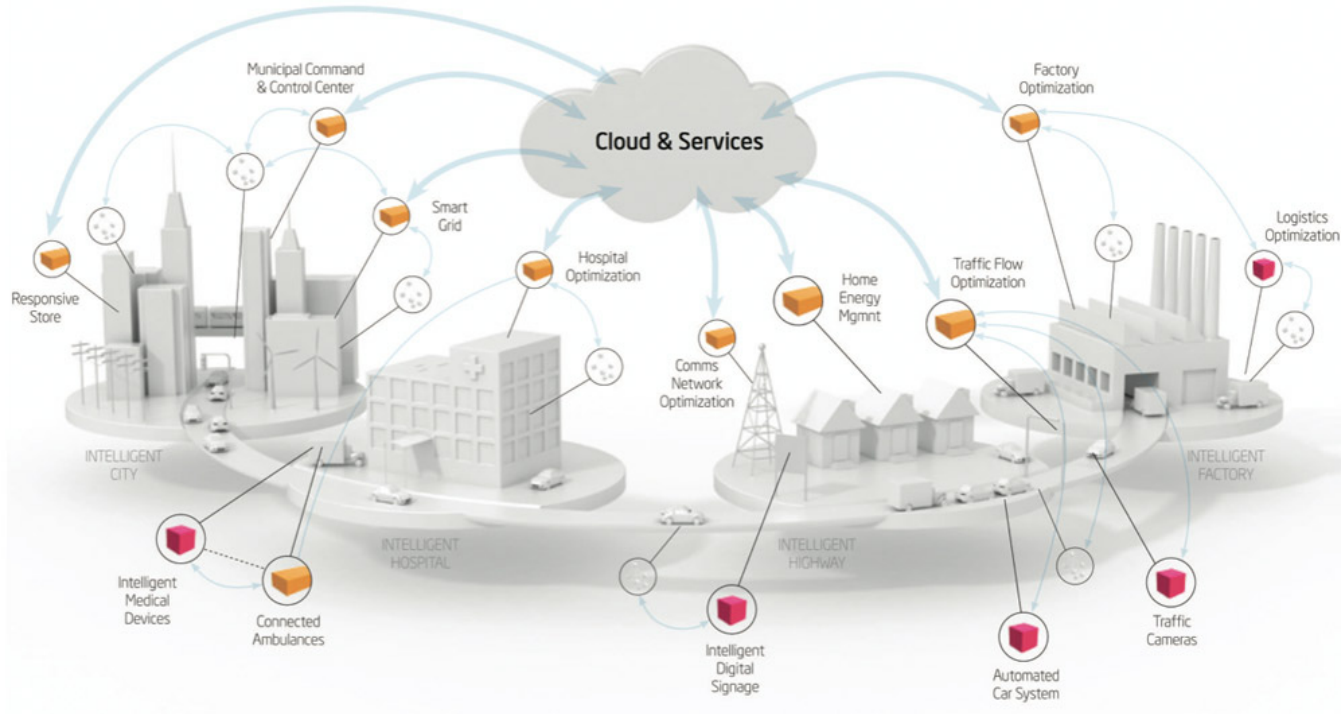 Municipal Command
& Control Center
Cloud & Services
Factory
Optimization
Smart
Grid
Logistics
Optimization
Hospital
Optimization
Responsive
Store
Home
Energy
Mgmnt
Traffic Flow
Optimization
Comms
Network
Optimization
INTELLIGENT
CITY
INTELLIGENT
FACTORY
INTELLIGENT
HOSPITAL
INTELLIGENT
HIGHWAY
Intelligent
Medical
Devices
Connected
Ambulances
Intelligent
Digital
Signage
Automated
Car System
Traffic
Cameras